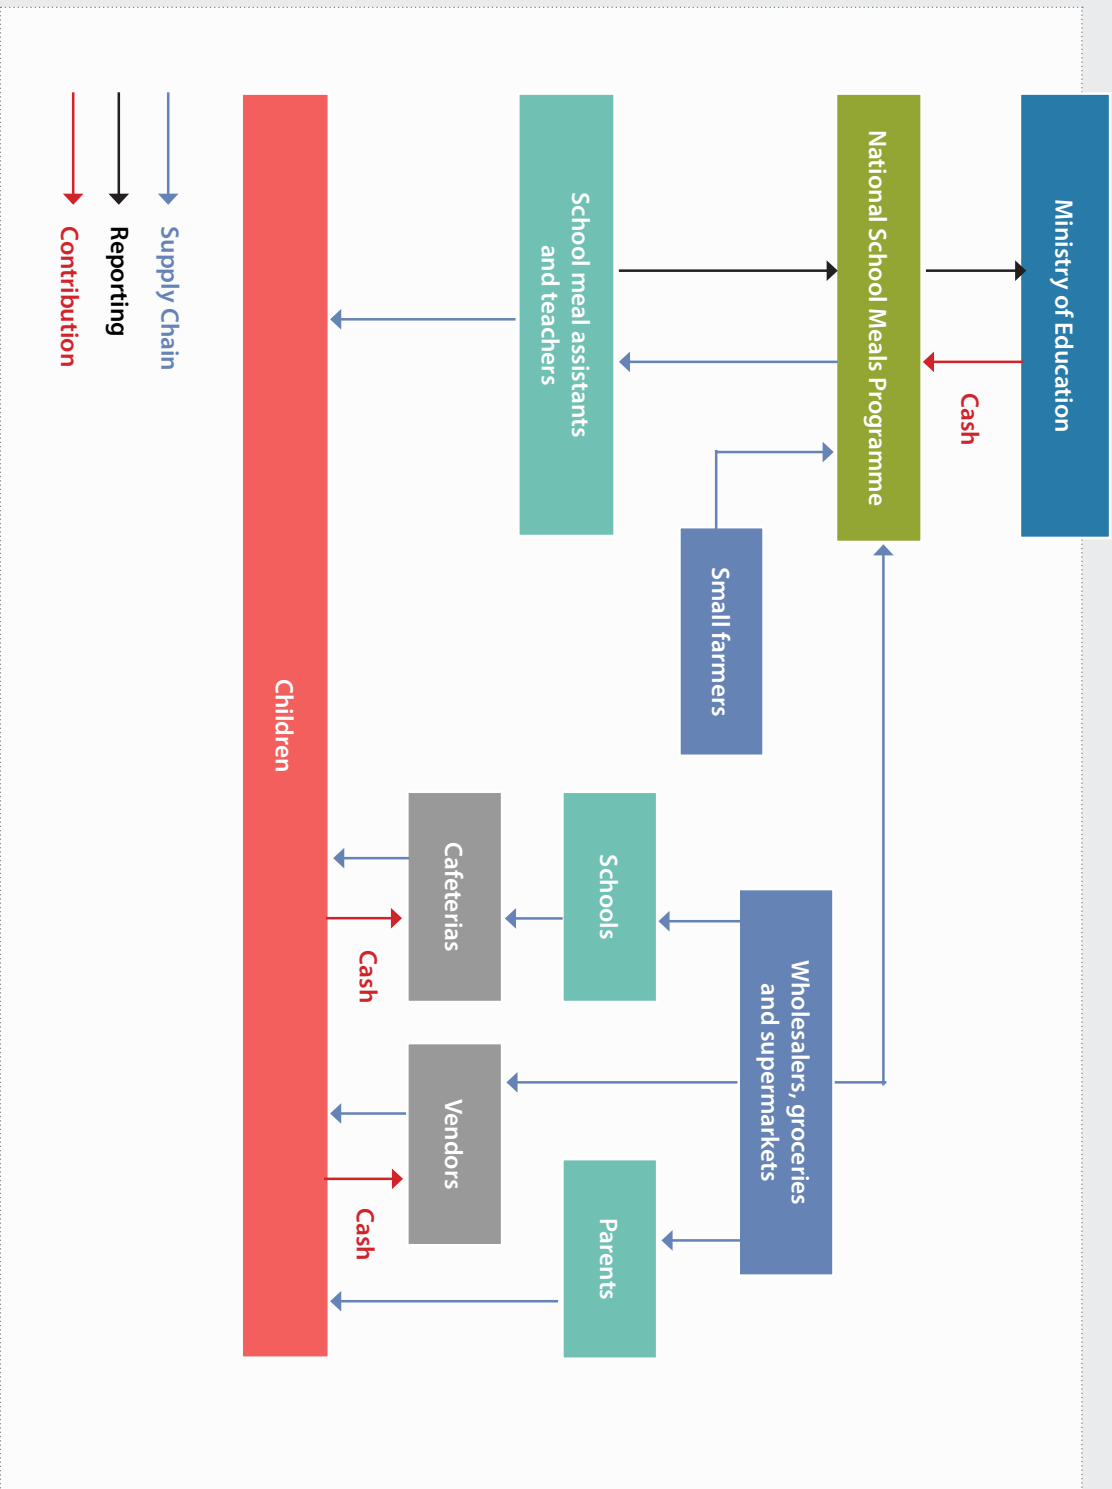 Ministry of Education
Cash
National School Meals Programme
Small farmers
Wholesalers, groceries
and supermarkets
School meal assistants
and teachers
Schools
Parents
Cafeterias
Vendors
Cash
Cash
Children
Supply Chain
Reporting
Contribution